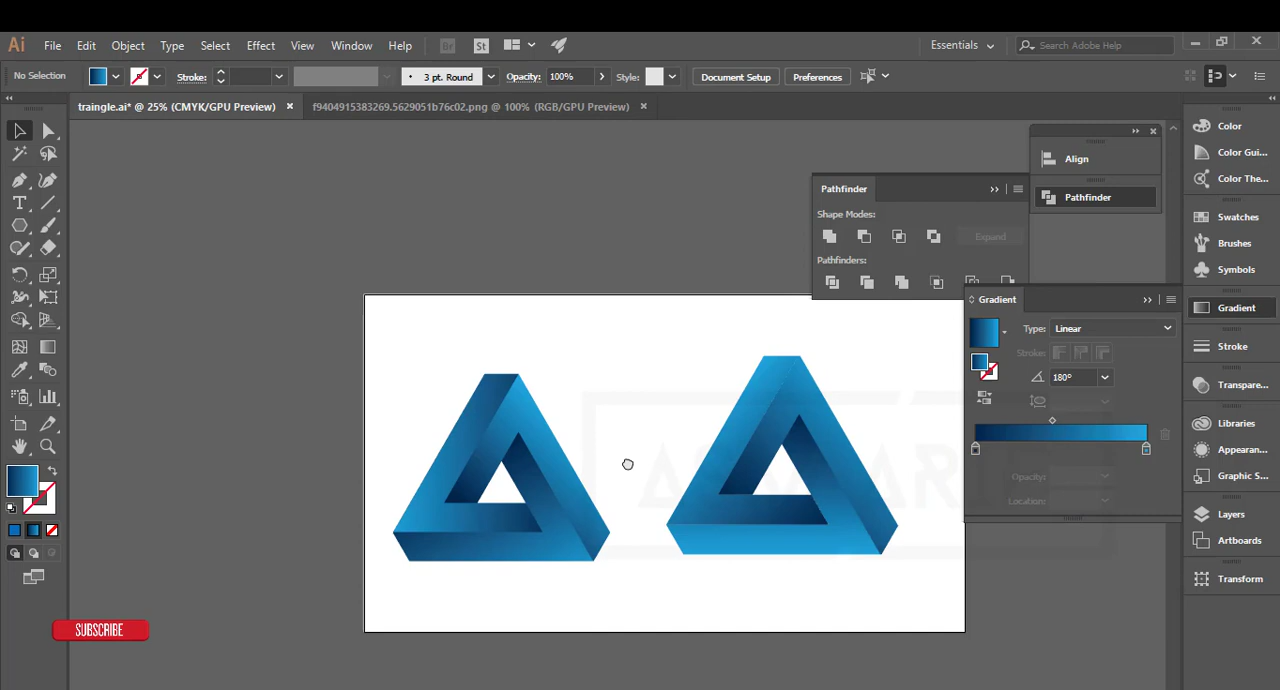 Ai File Edit Object Type Select Effect View Window Help Br St Essentials Search Adobe Help
No Selection Stroke: 3 pt. Round Opacity: 100% Style: Document Setup Preferences
traingle.ai* @ 25% (CMYK/GPU Preview) f9404915383269.5629051b76c02.png @ 100% (RGB/GPU Preview)
Color
Align
Color Gui...
Color The...
Pathfinder
Pathfinder
Shape Modes:
Swatches
Expand
Brushes
Pathfinders:
Symbols
Gradient
Gradient
Type: Linear
Stroke:
Stroke
180°
Transpare...
Libraries
Appearan...
Opacity:
Graphic S...
Location:
Layers
Artboards
Transform
SUBSCRIBE